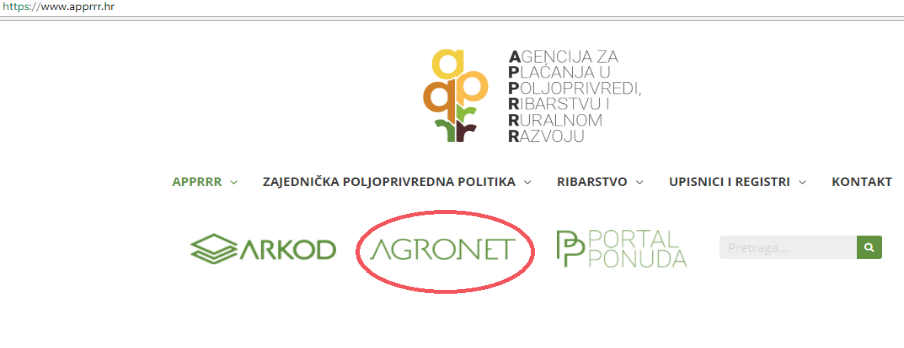 https://www.apprrr.hr
AGENCIJA ZA
PLAĆANJA U
POLJOPRIVREDI,
RIBARSTVU I
RURALNOM
RAZVOJU
APPRRR ZAJEDNIČKA POLJOPRIVREDNA POLITIKA RIBARSTVO UPISNICI I REGISTRI KONTAKT
ARKOD AGRONET PP PORTAL PONUDA Pretraga...